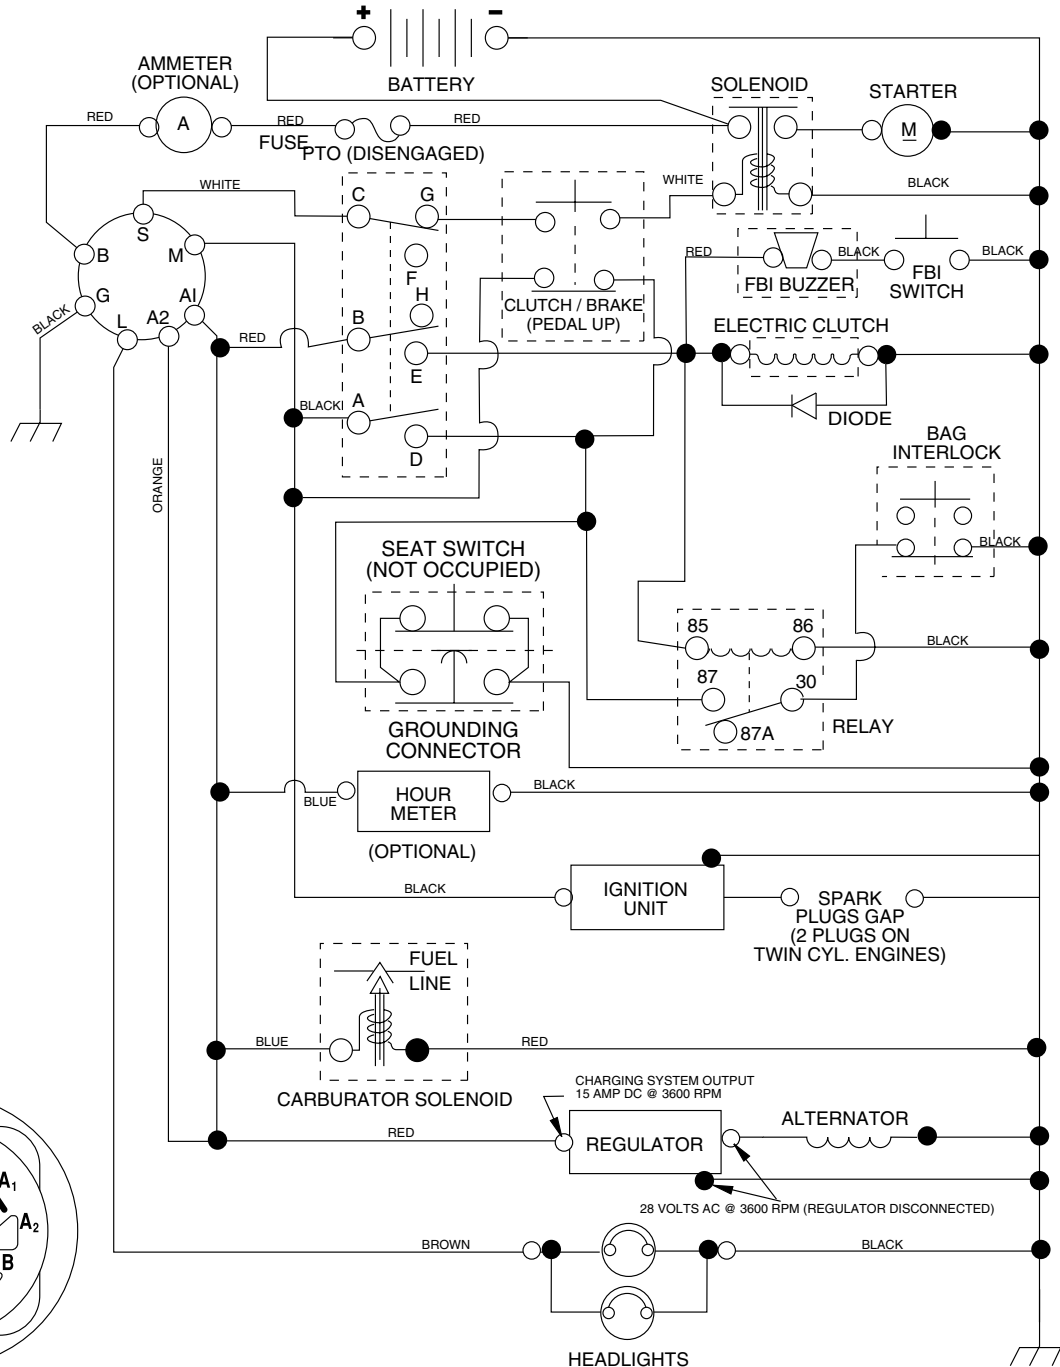 + -
BATTERY
AMMETER
(OPTIONAL)
SOLENOID
STARTER
RED
A
RED
FUSE
RED
M
PTO (DISENGAGED)
WHITE
C
G
WHITE
BLACK
S
M
B
F
RED
BLACK
BLACK
FBI BUZZER
FBI
SWITCH
G
BLACK
L
A2
A1
H
CLUTCH / BRAKE
(PEDAL UP)
B
RED
E
ELECTRIC CLUTCH
DIODE
BLACK
A
D
BAG
INTERLOCK
ORANGE
BLACK
SEAT SWITCH
(NOT OCCUPIED)
85
86
BLACK
87
30
87A
RELAY
GROUNDING
CONNECTOR
BLUE
HOUR
METER
BLACK
(OPTIONAL)
BLACK
IGNITION
UNIT
SPARK
PLUGS GAP
(2 PLUGS ON
TWIN CYL. ENGINES)
FUEL
LINE
BLUE
RED
CARBURATOR SOLENOID
CHARGING SYSTEM OUTPUT
15 AMP DC @ 3600 RPM
RED
REGULATOR
ALTERNATOR
28 VOLTS AC @ 3600 RPM (REGULATOR DISCONNECTED)
A1
A2
B
BROWN
BLACK
HEADLIGHTS